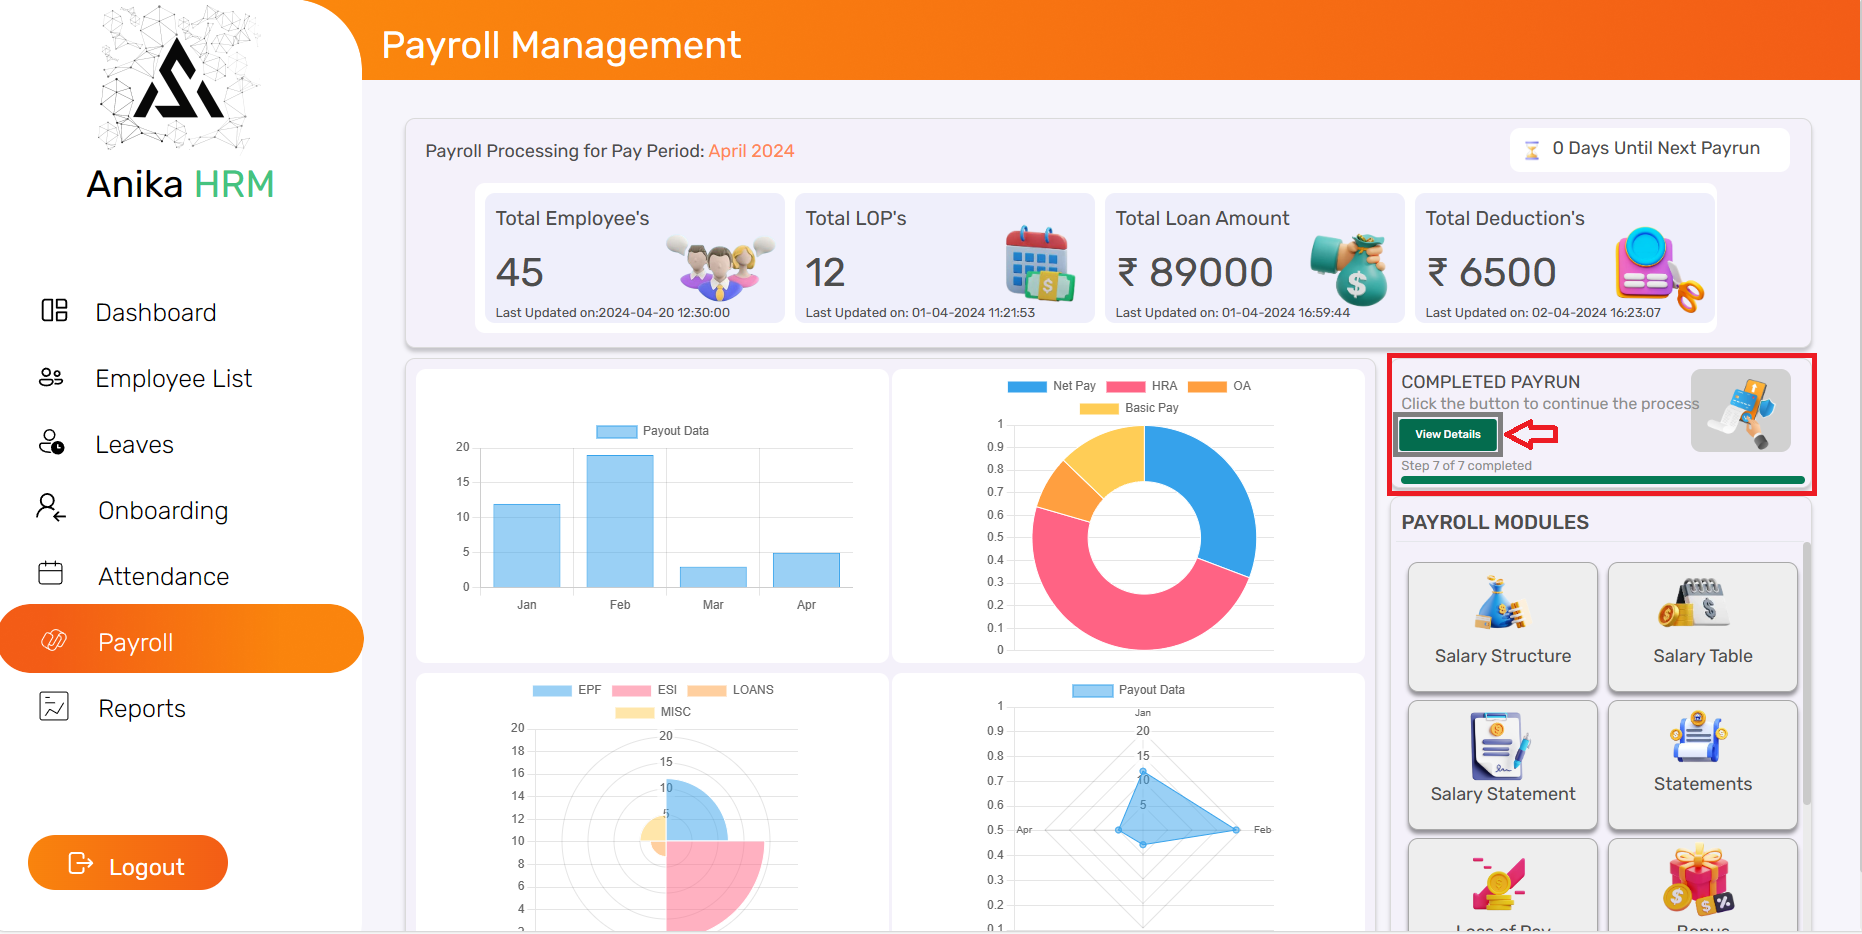 Payroll Management
Anika HRM
Dashboard
Employee List
Leaves
Onboarding
Attendance
Payroll
Reports
Logout
Payroll Processing for Pay Period: April 2024
0 Days Until Next Payrun
Total Employee's
45
Last Updated on:2024-04-20 12:30:00
Total LOP's
12
Last Updated on: 01-04-2024 11:21:53
Total Loan Amount
₹ 89000
Last Updated on: 01-04-2024 16:59:44
Total Deduction's
₹ 6500
Last Updated on: 02-04-2024 16:23:07
Payout Data
20
15
10
5
0
Jan Feb Mar Apr
Net Pay HRA OA
Basic Pay
1
0.9
0.8
0.7
0.6
0.5
0.4
0.3
0.2
0.1
0
EPF ESI LOANS
MISC
20
18
16
14
12
10
8
6
4
20
15
10
5
Payout Data
1
0.9
0.8
0.7
0.6
0.5
0.4
0.3
0.2
0.1
Jan
20
15
10
5
Apr Feb
COMPLETED PAYRUN
Click the button to continue the process
View Details
Step 7 of 7 completed
PAYROLL MODULES
Salary Structure
Salary Table
Salary Statement
Statements
Loss of Pay
Bonus